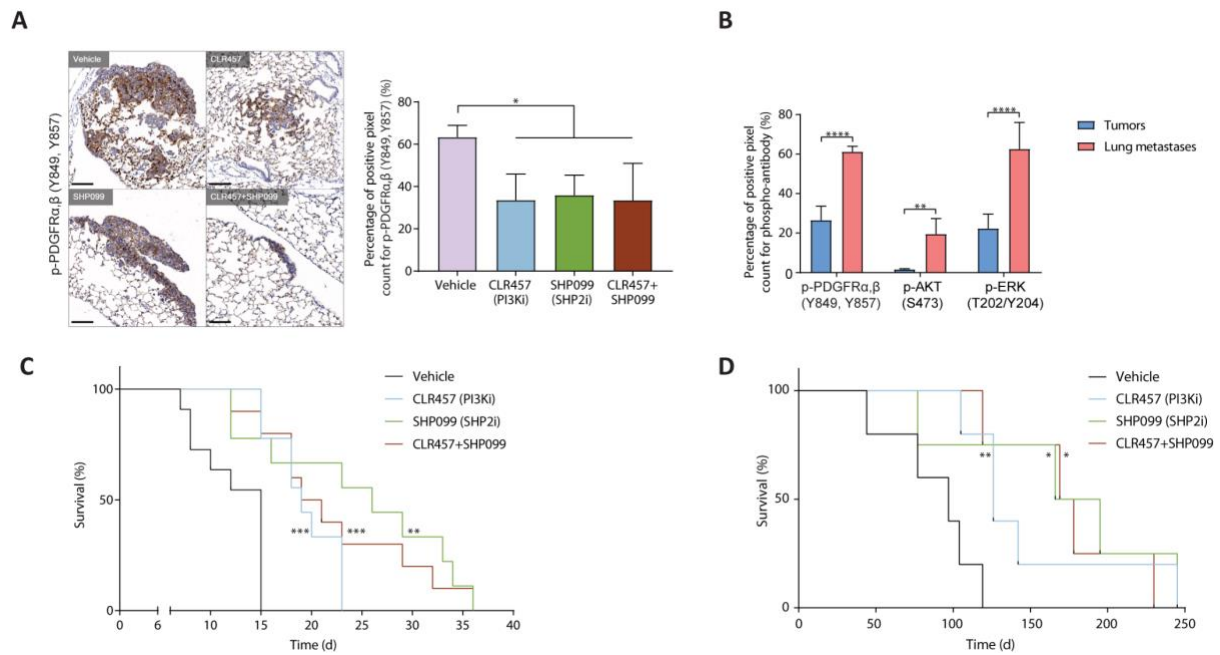 A
p-PDGFRα,β (Y849, Y857)
Vehicle
CLR457
SHP099
CLR457+SHP099
Percentage of positive pixel
count for p-PDGFRα,β (Y849, Y857) (%)
80
60
40
20
0
*
Vehicle
CLR457
(PI3Ki)
SHP099
(SHP2i)
CLR457+
SHP099
B
Percentage of positive pixel
count for phospho-antibody (%)
80
60
40
20
0
****
**
****
p-PDGFRα,β
(Y849, Y857)
p-AKT
(S473)
p-ERK
(T202/Y204)
Tumors
Lung metastases
C
Survival (%)
100
50
0
Vehicle
CLR457 (PI3Ki)
SHP099 (SHP2i)
CLR457+SHP099
*** *** **
0 6 10 15 20 25 30 35 40
Time (d)
D
Survival (%)
100
50
0
Vehicle
CLR457 (PI3Ki)
SHP099 (SHP2i)
CLR457+SHP099
** * *
0 50 100 150 200 250
Time (d)